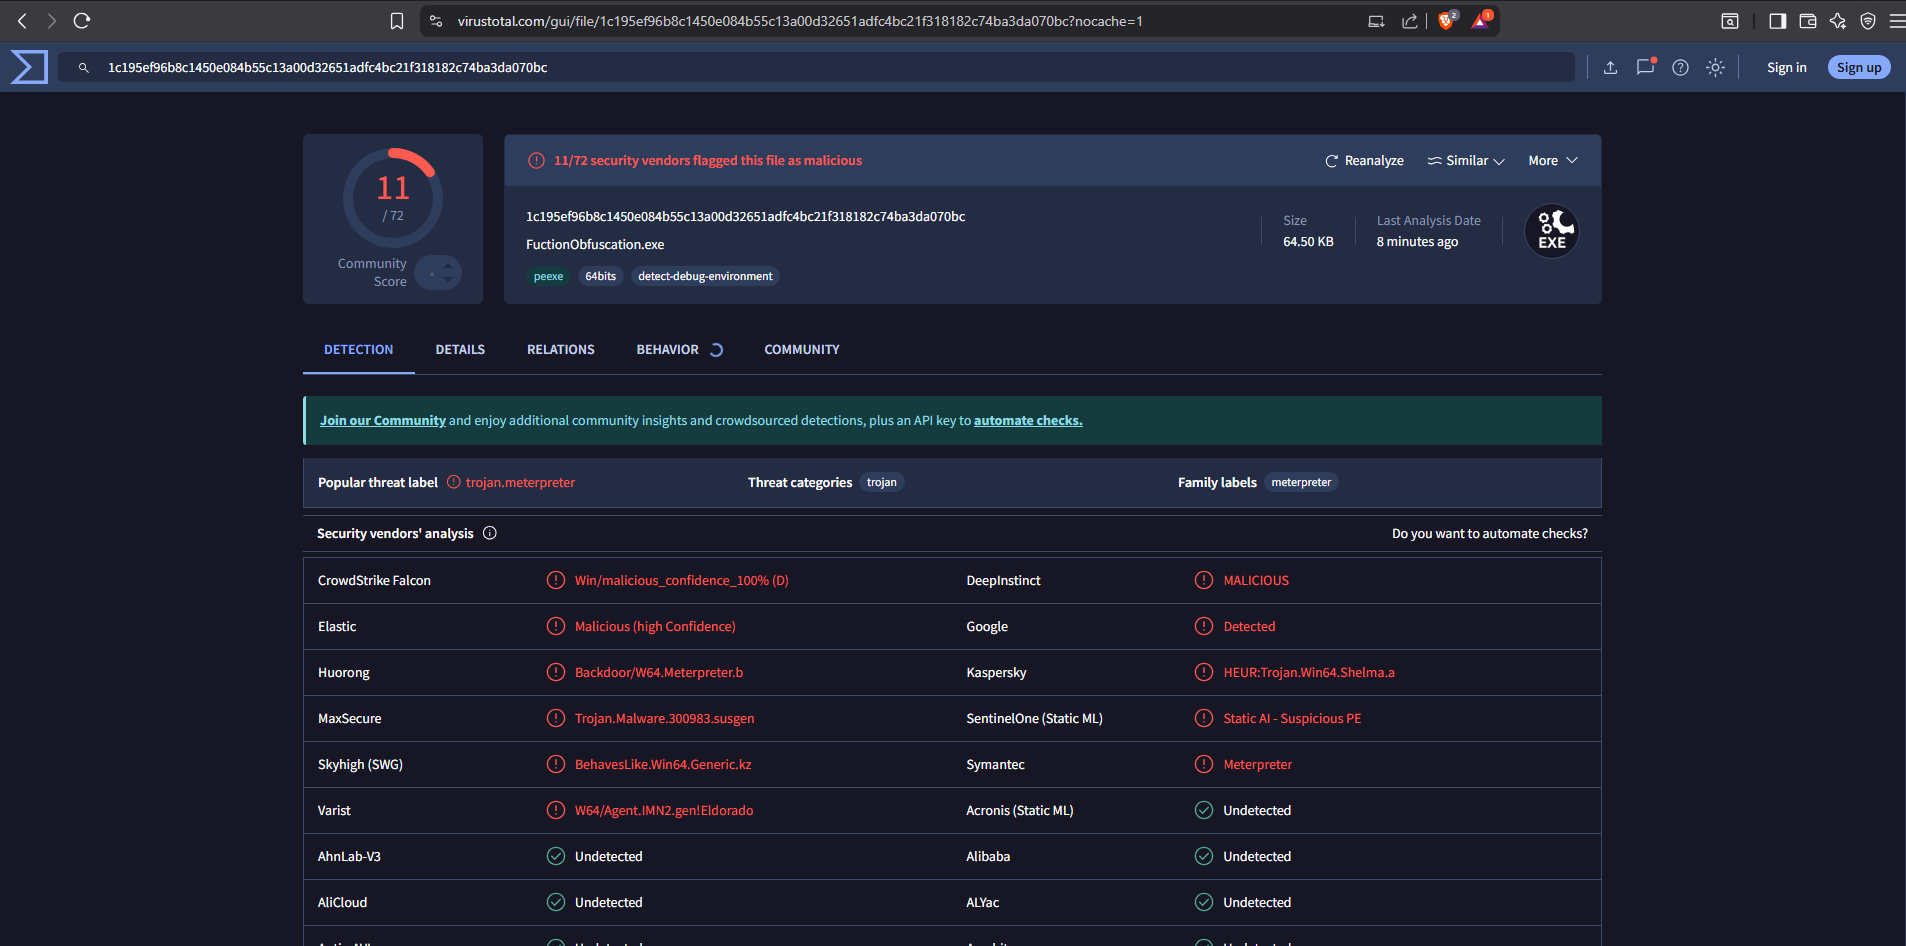 virustotal.com/gui/file/1c195ef96b8c1450e084b55c13a00d32651adfc4bc21f318182c74ba3da070bc?nocache=1
2
1
1c195ef96b8c1450e084b55c13a00d32651adfc4bc21f318182c74ba3da070bc
Sign in
Sign up
11
/ 72
Community
Score
11/72 security vendors flagged this file as malicious
Reanalyze
Similar
More
1c195ef96b8c1450e084b55c13a00d32651adfc4bc21f318182c74ba3da070bc
FuctionObfuscation.exe
peexe
64bits
detect-debug-environment
Size
64.50 KB
Last Analysis Date
8 minutes ago
EXE
DETECTION
DETAILS
RELATIONS
BEHAVIOR
COMMUNITY
Join our Community and enjoy additional community insights and crowdsourced detections, plus an API key to automate checks.
Popular threat label
trojan.meterpreter
Threat categories
trojan
Family labels
meterpreter
Security vendors' analysis
Do you want to automate checks?
CrowdStrike Falcon
Win/malicious_confidence_100% (D)
DeepInstinct
MALICIOUS
Elastic
Malicious (high Confidence)
Google
Detected
Huorong
Backdoor/W64.Meterpreter.b
Kaspersky
HEUR:Trojan.Win64.Shelma.a
MaxSecure
Trojan.Malware.300983.susgen
SentinelOne (Static ML)
Static AI - Suspicious PE
Skyhigh (SWG)
BehavesLike.Win64.Generic.kz
Symantec
Meterpreter
Varist
W64/Agent.IMN2.gen!Eldorado
Acronis (Static ML)
Undetected
AhnLab-V3
Undetected
Alibaba
Undetected
AliCloud
Undetected
ALYac
Undetected